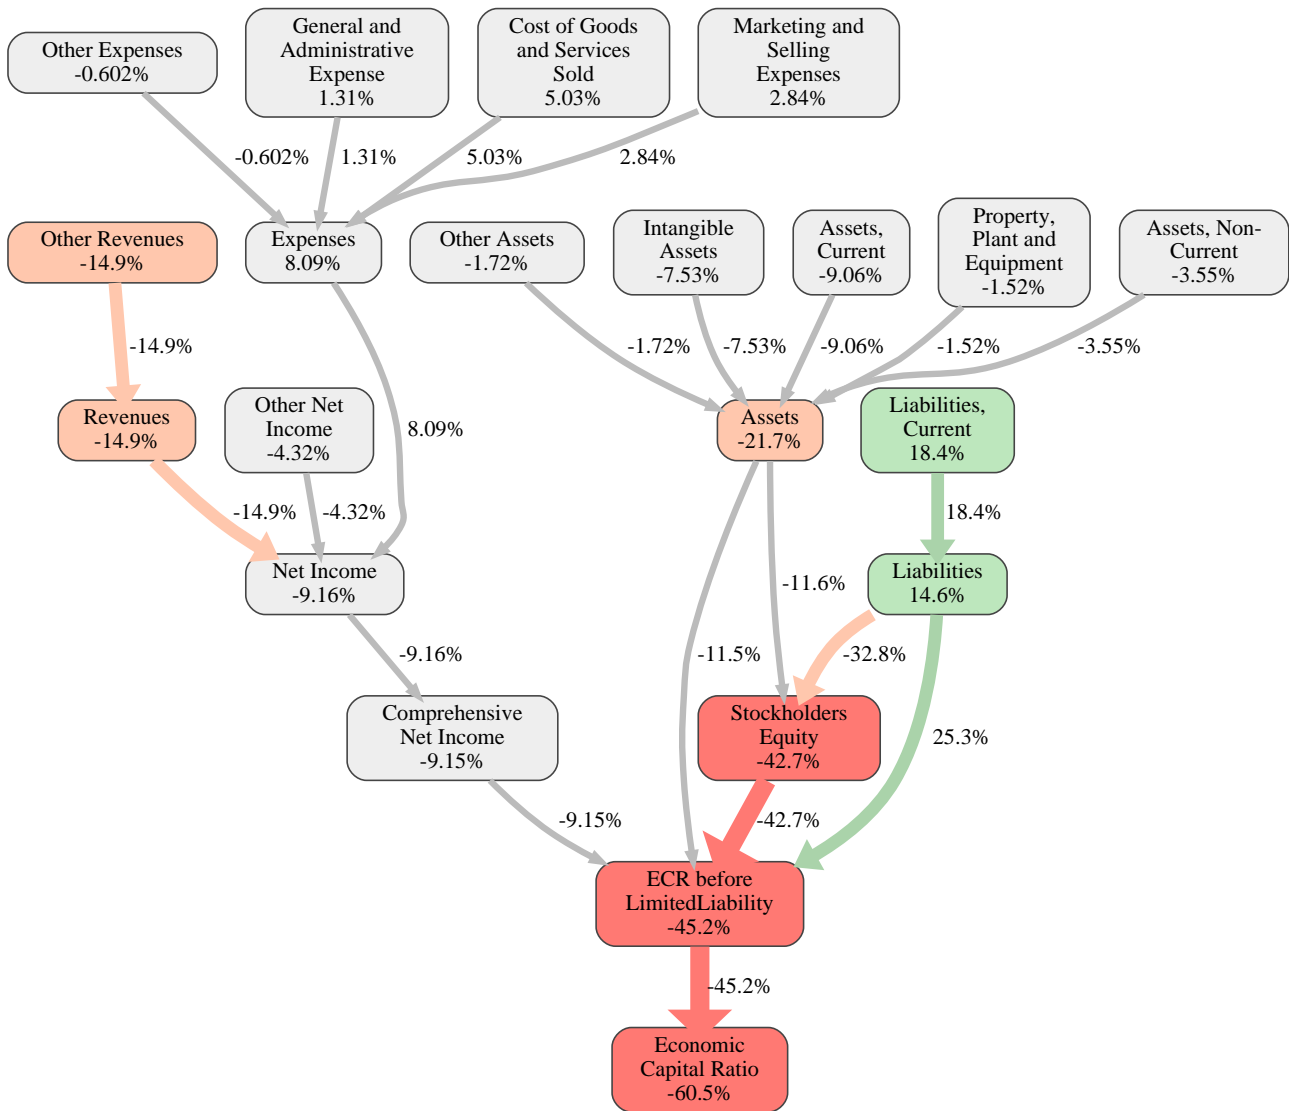 Other Expenses
-0.602%
General and
Administrative
Expense
1.31%
Cost of Goods
and Services
Sold
5.03%
Marketing and
Selling
Expenses
2.84%
-0.602%
1.31%
5.03%
2.84%
Other Revenues
-14.9%
Expenses
8.09%
Other Assets
-1.72%
Intangible
Assets
-7.53%
Assets,
Current
-9.06%
Property,
Plant and
Equipment
-1.52%
Assets, Non-
Current
-3.55%
-14.9%
-1.72%
-7.53%
-9.06%
-1.52%
-3.55%
Revenues
-14.9%
Other Net
Income
-4.32%
8.09%
Assets
-21.7%
Liabilities,
Current
18.4%
-14.9%
-4.32%
18.4%
Net Income
-9.16%
-11.6%
Liabilities
14.6%
-9.16%
-11.5%
-32.8%
Comprehensive
Net Income
-9.15%
Stockholders
Equity
-42.7%
25.3%
-9.15%
-42.7%
ECR before
LimitedLiability
-45.2%
-45.2%
Economic
Capital Ratio
-60.5%